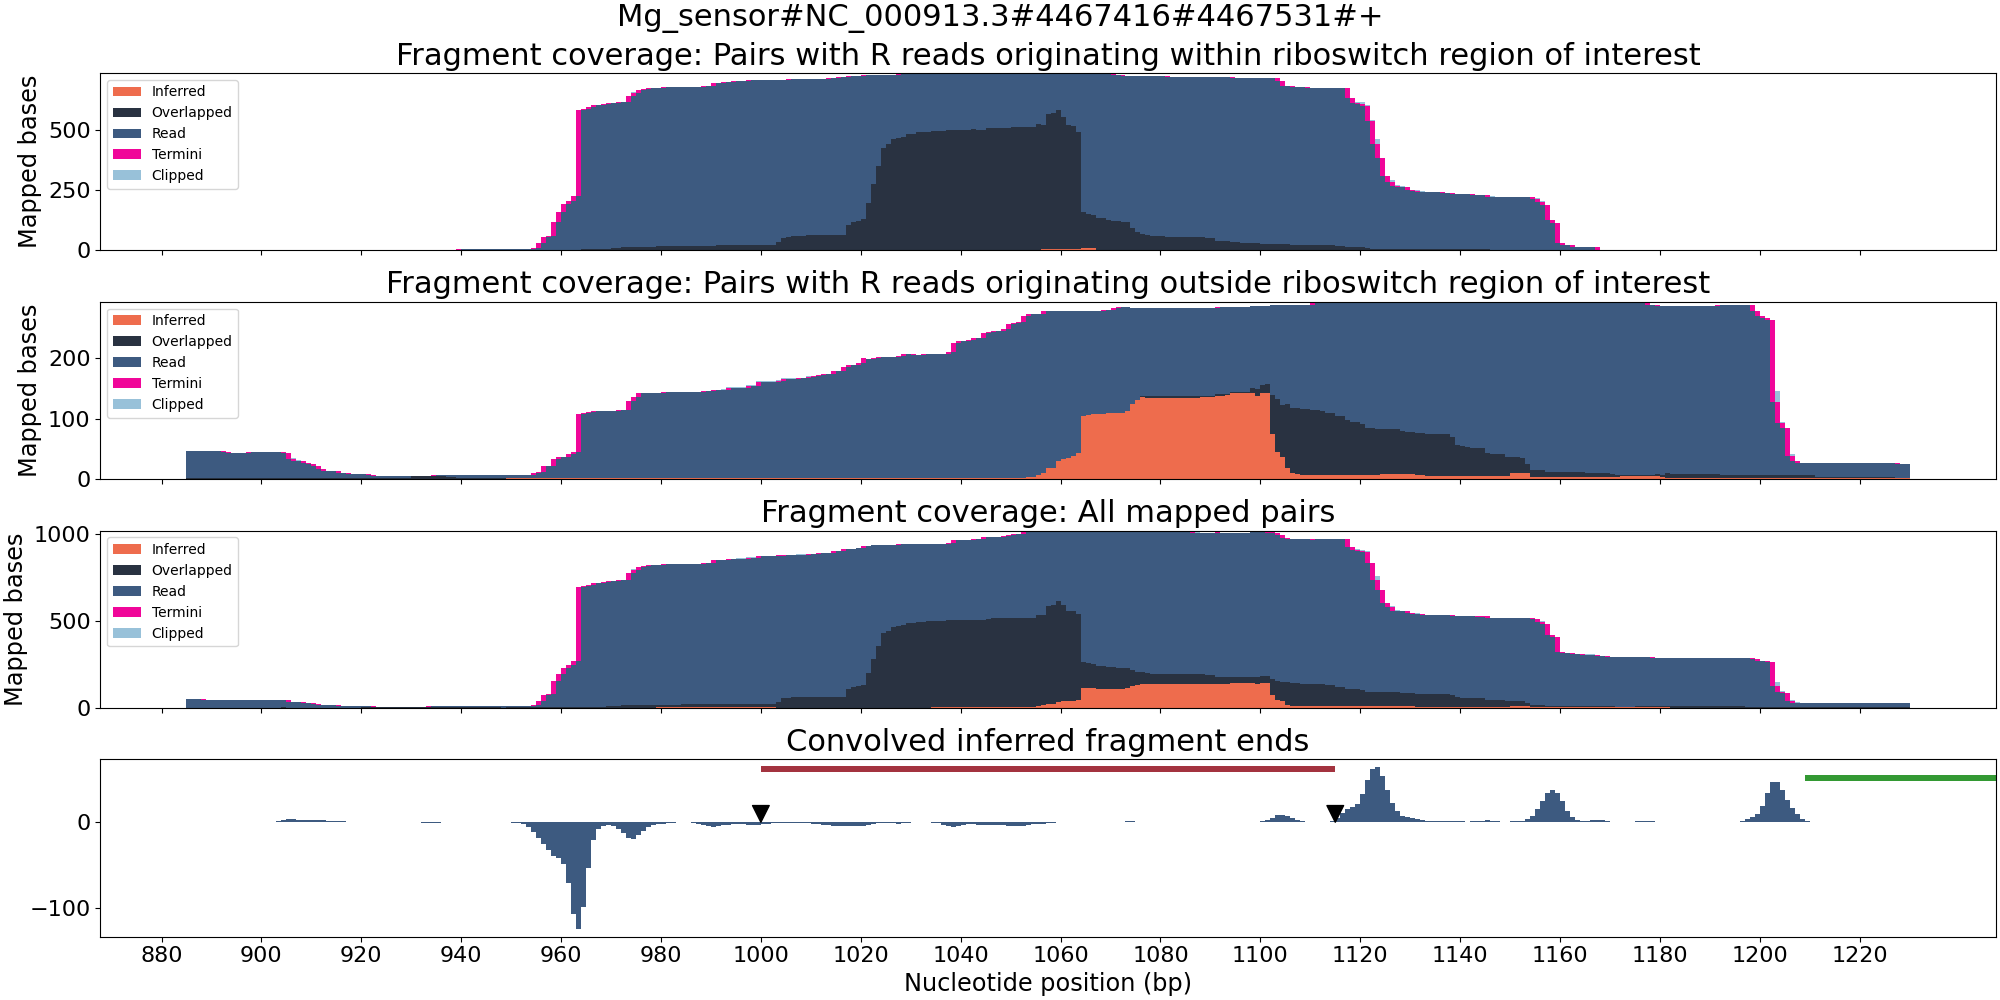 Mg_sensor#NC_000913.3#4467416#4467531#+
Fragment coverage: Pairs with R reads originating within riboswitch region of interest
Mapped bases
500
250
0
Inferred
Overlapped
Read
Termini
Clipped
Fragment coverage: Pairs with R reads originating outside riboswitch region of interest
Mapped bases
200
100
0
Inferred
Overlapped
Read
Termini
Clipped
Fragment coverage: All mapped pairs
Mapped bases
1000
500
0
Inferred
Overlapped
Read
Termini
Clipped
Convolved inferred fragment ends
0
−100
880 900 920 940 960 980 1000 1020 1040 1060 1080 1100 1120 1140 1160 1180 1200 1220
Nucleotide position (bp)